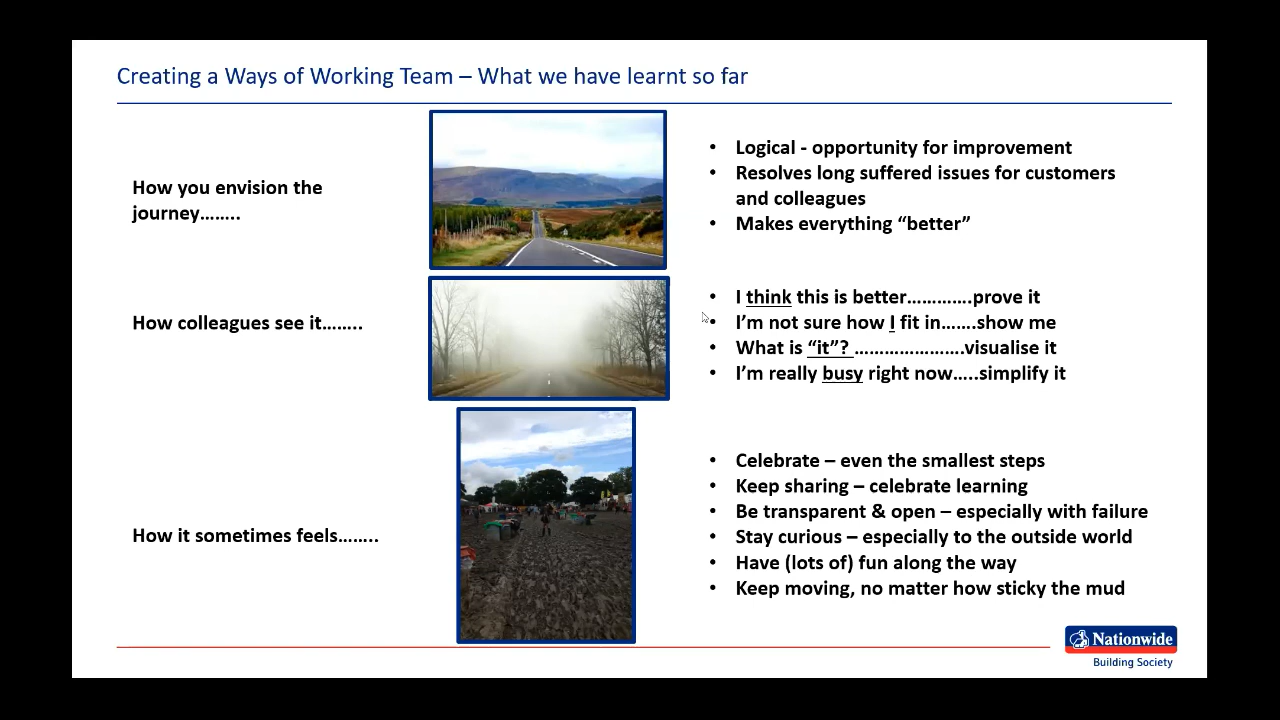 Creating a Ways of Working Team – What we have learnt so far
How you envision the
journey……..
• Logical - opportunity for improvement
• Resolves long suffered issues for customers
and colleagues
• Makes everything “better”
How colleagues see it……..
• I think this is better………….prove it
• I’m not sure how I fit in…….show me
• What is “it”? ………………….visualise it
• I’m really busy right now…..simplify it
How it sometimes feels……..
• Celebrate – even the smallest steps
• Keep sharing – celebrate learning
• Be transparent & open – especially with failure
• Stay curious – especially to the outside world
• Have (lots of) fun along the way
• Keep moving, no matter how sticky the mud
Nationwide
Building Society